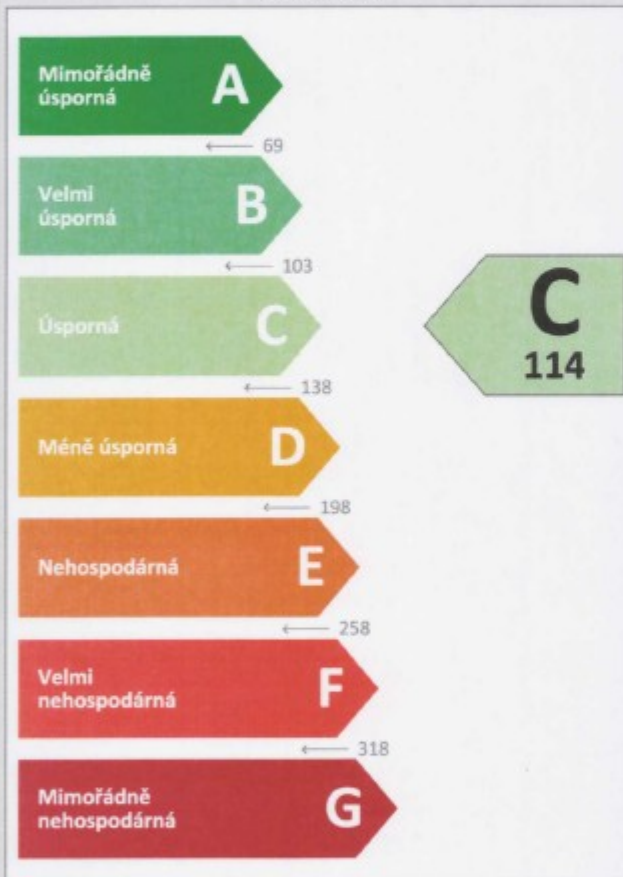 Mimořádně
úsporná
A
← 69
Velmi
úsporná
B
← 103
Úsporná
C
← 138
C
114
Méně úsporná
D
← 198
Nehospodárná
E
← 258
Velmi
nehospodárná
F
← 318
Mimořádně
nehospodárná
G